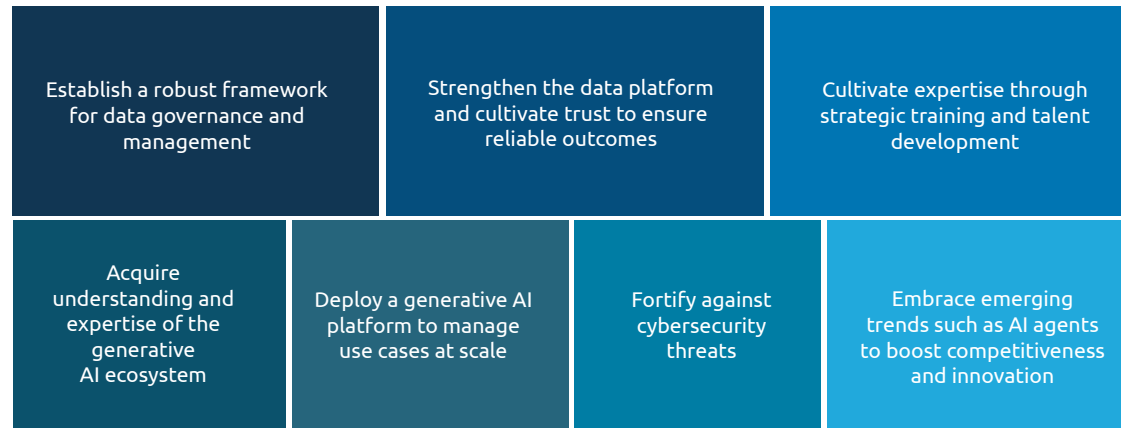 Establish a robust framework
for data governance and
management
Strengthen the data platform
and cultivate trust to ensure
reliable outcomes
Cultivate expertise through
strategic training and talent
development
Acquire
understanding and
expertise of the
generative
AI ecosystem
Deploy a generative AI
platform to manage
use cases at scale
Fortify against
cybersecurity
threats
Embrace emerging
trends such as AI agents
to boost competitiveness
and innovation